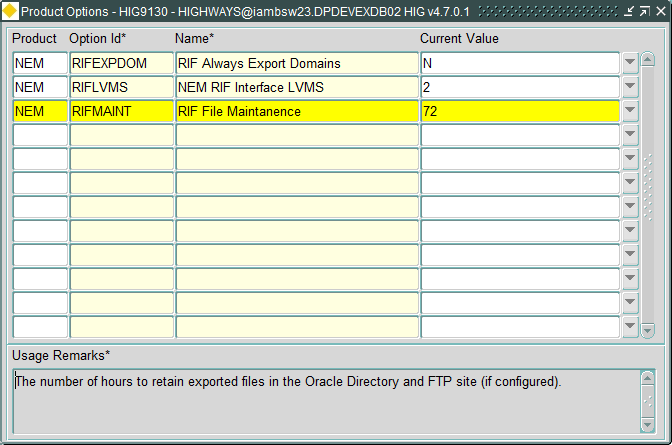 Product Options - HIG9130 - HIGHWAYS@iambsw23.DPDEVEXDB02 HIG v4.7.0.1
Product Option Id* Name* Current Value
NEM RIFEXPDOM RIF Always Export Domains N
NEM RIFLVMS NEM RIF Interface LVMS 2
NEM RIFMAINT RIF File Maintanence 72
Usage Remarks*
The number of hours to retain exported files in the Oracle Directory and FTP site (if configured).